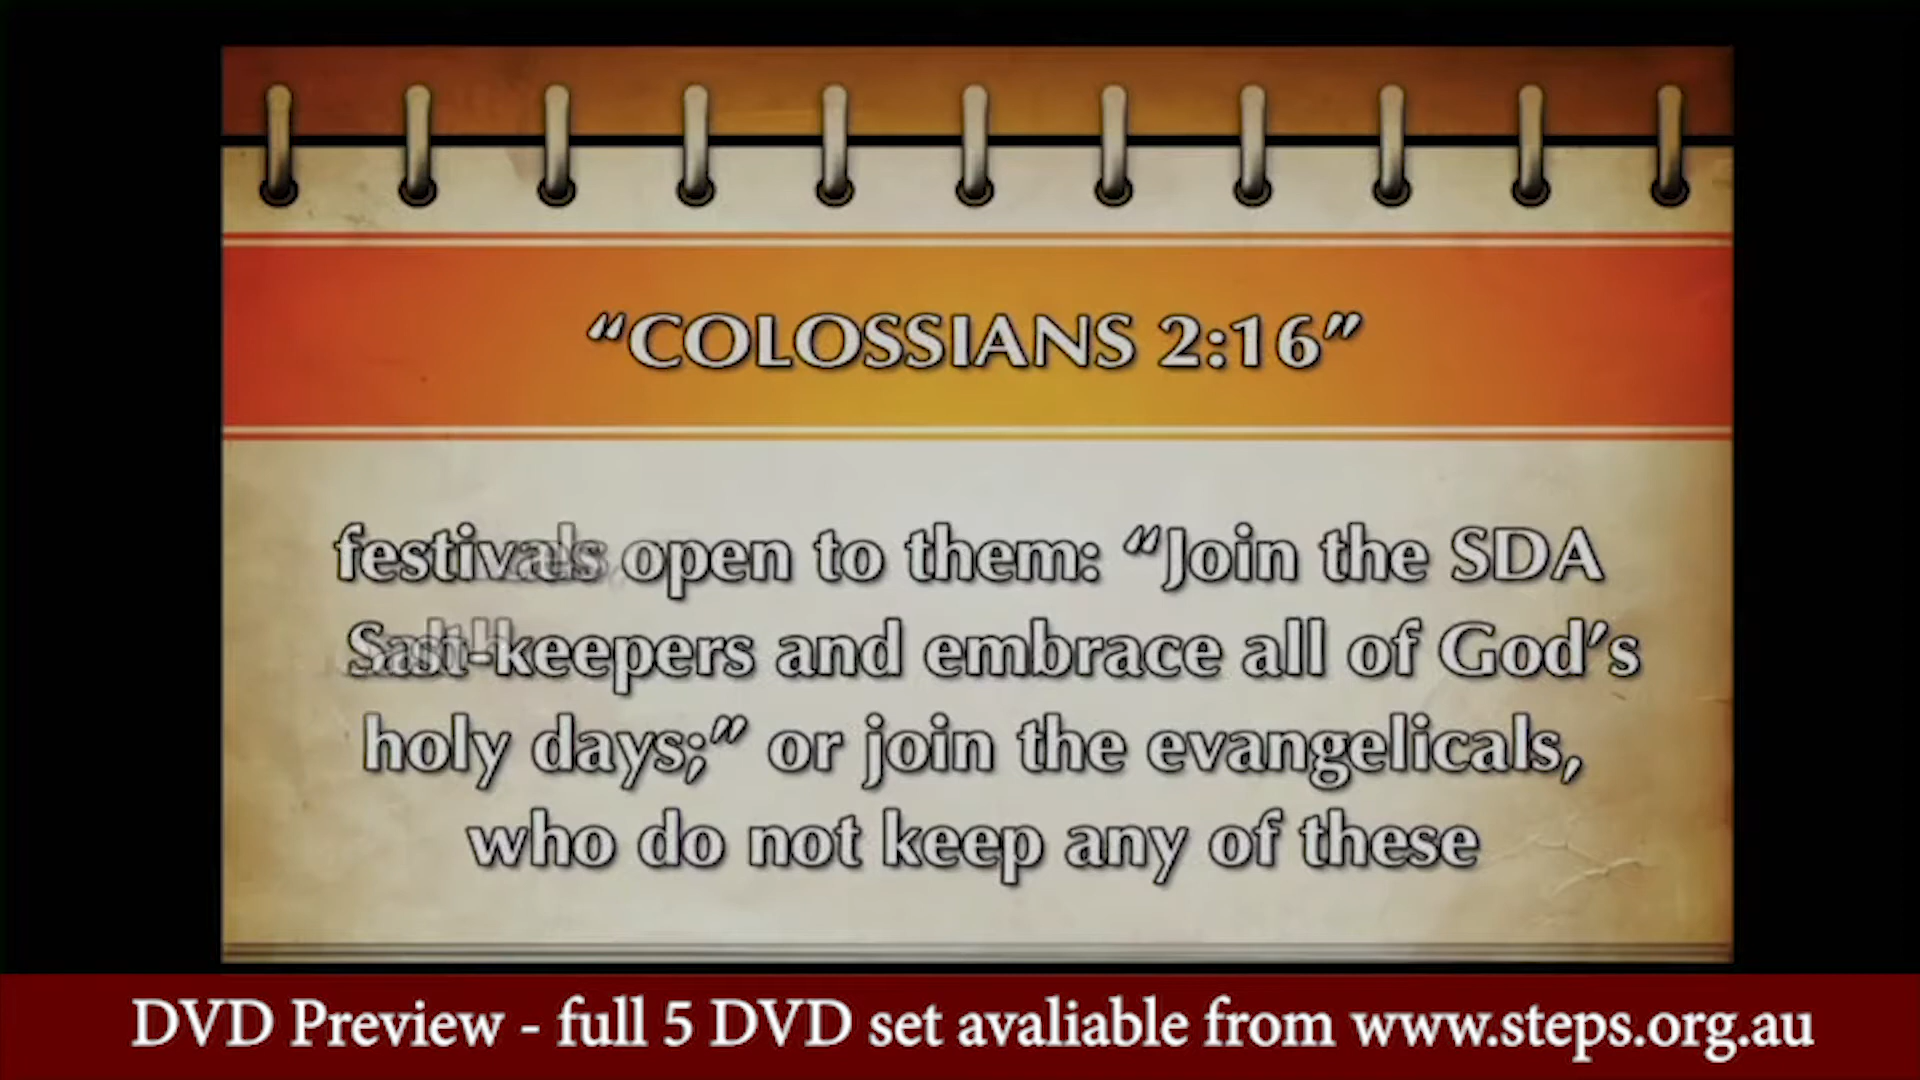 “COLOSSIANS 2:16”
festivals open to them: “Join the SDA
-keepers and embrace all of God’s
holy days;” or join the evangelicals,
who do not keep any of these
DVD Preview - full 5 DVD set avaliable from www.steps.org.au